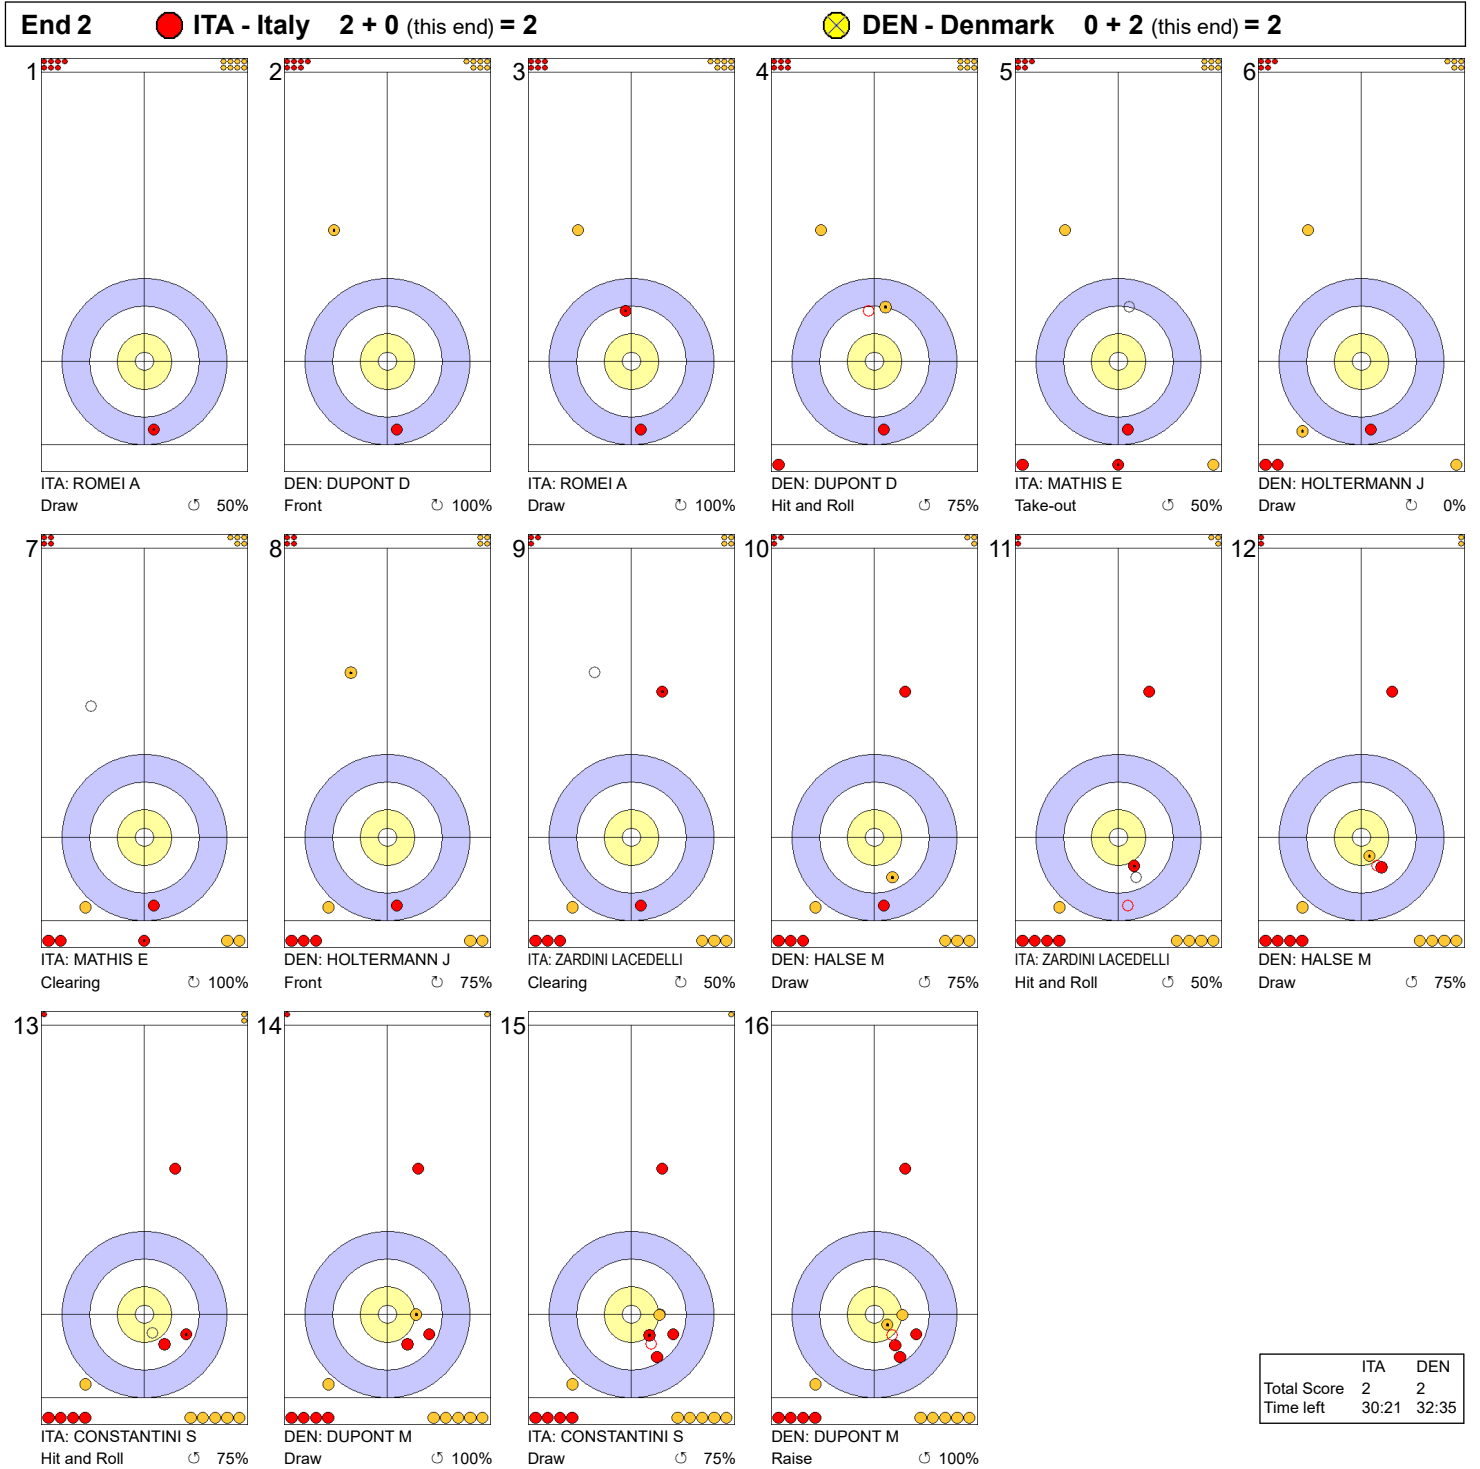 End 2 ITA - Italy 2 + 0 (this end) = 2 DEN - Denmark 0 + 2 (this end) = 2
1 2 3 4 5 6
ITA: ROMEI A DEN: DUPONT D ITA: ROMEI A DEN: DUPONT D ITA: MATHIS E DEN: HOLTERMANN J
Draw ↺ 50% Front ↻ 100% Draw ↻ 100% Hit and Roll ↺ 75% Take-out ↺ 50% Draw ↻ 0%
7 8 9 10 11 12
ITA: MATHIS E DEN: HOLTERMANN J ITA: ZARDINI LACEDELLI DEN: HALSE M ITA: ZARDINI LACEDELLI DEN: HALSE M
Clearing ↻ 100% Front ↻ 75% Clearing ↻ 50% Draw ↺ 75% Hit and Roll ↺ 50% Draw ↺ 75%
13 14 15 16
ITA: CONSTANTINI S DEN: DUPONT M ITA: CONSTANTINI S DEN: DUPONT M
Hit and Roll ↺ 75% Draw ↺ 100% Draw ↺ 75% Raise ↺ 100%
ITA DEN
Total Score 2 2
Time left 30:21 32:35